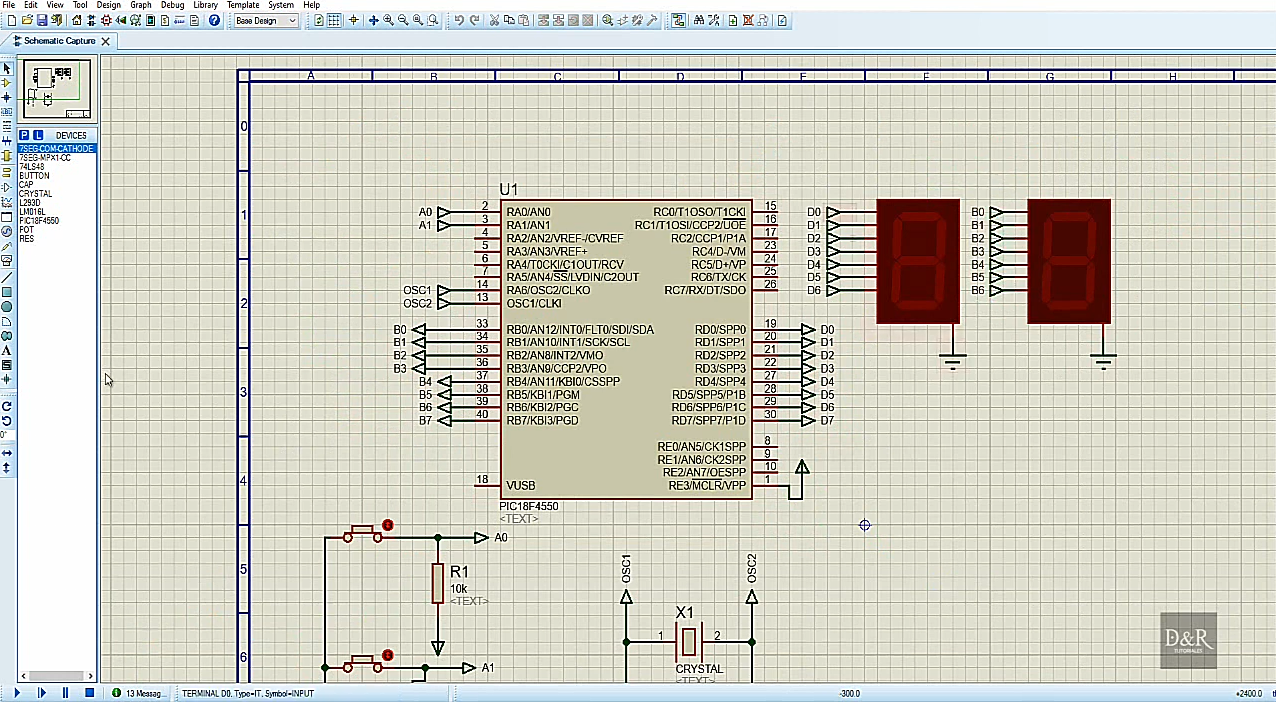 File Edit View Tool Design Graph Debug Library Template System Help
Base Design
Schematic Capture
P L DEVICES
7SEG-COM-CATHODE
7SEG-MPX1-CC
74LS48
BUTTON
CAP
CRYSTAL
L293D
LM016L
PIC18F4550
POT
RES
A B C D E F G H
0
1
2
3
4
5
6
U1
A0 2 RA0/AN0 RC0/T1OSO/T1CKI 15
A1 3 RA1/AN1 RC1/T1OSI/CCP2/UOE 16
4 RA2/AN2/VREF-/CVREF RC2/CCP1/P1A 17
5 RA3/AN3/VREF+ RC4/D-/VM 23
6 RA4/T0CKI/C1OUT/RCV RC5/D+/VP 24
7 RA5/AN4/SS/LVDIN/C2OUT RC6/TX/CK 25
OSC1 14 RA6/OSC2/CLKO RC7/RX/DT/SDO 26
OSC2 13 OSC1/CLKI
B0 33 RB0/AN12/INT0/FLT0/SDI/SDA RD0/SPP0 19 D0
B1 34 RB1/AN10/INT1/SCK/SCL RD1/SPP1 20 D1
B2 35 RB2/AN8/INT2/VMO RD2/SPP2 21 D2
B3 36 RB3/AN9/CCP2/VPO RD3/SPP3 22 D3
B4 37 RB4/AN11/KBI0/CSSPP RD4/SPP4 27 D4
B5 38 RB5/KBI1/PGM RD5/SPP5/P1B 28 D5
B6 39 RB6/KBI2/PGC RD6/SPP6/P1C 29 D6
B7 40 RB7/KBI3/PGD RD7/SPP7/P1D 30 D7
RE0/AN5/CK1SPP 8
RE1/AN6/CK2SPP 9
RE2/AN7/OESPP 10
18 VUSB RE3/MCLR/VPP 1
PIC18F4550
<TEXT>
D0
D1
D2
D3
D4
D5
D6
B0
B1
B2
B3
B4
B5
B6
A0
R1
10k
<TEXT>
A1
OSC1
OSC2
X1
1 2
CRYSTAL
<TEXT>
D&R
TUTORIALES
13 Messag... TERMINAL D0, Type=IT, Symbol=INPUT -300.0 +2400.0 th